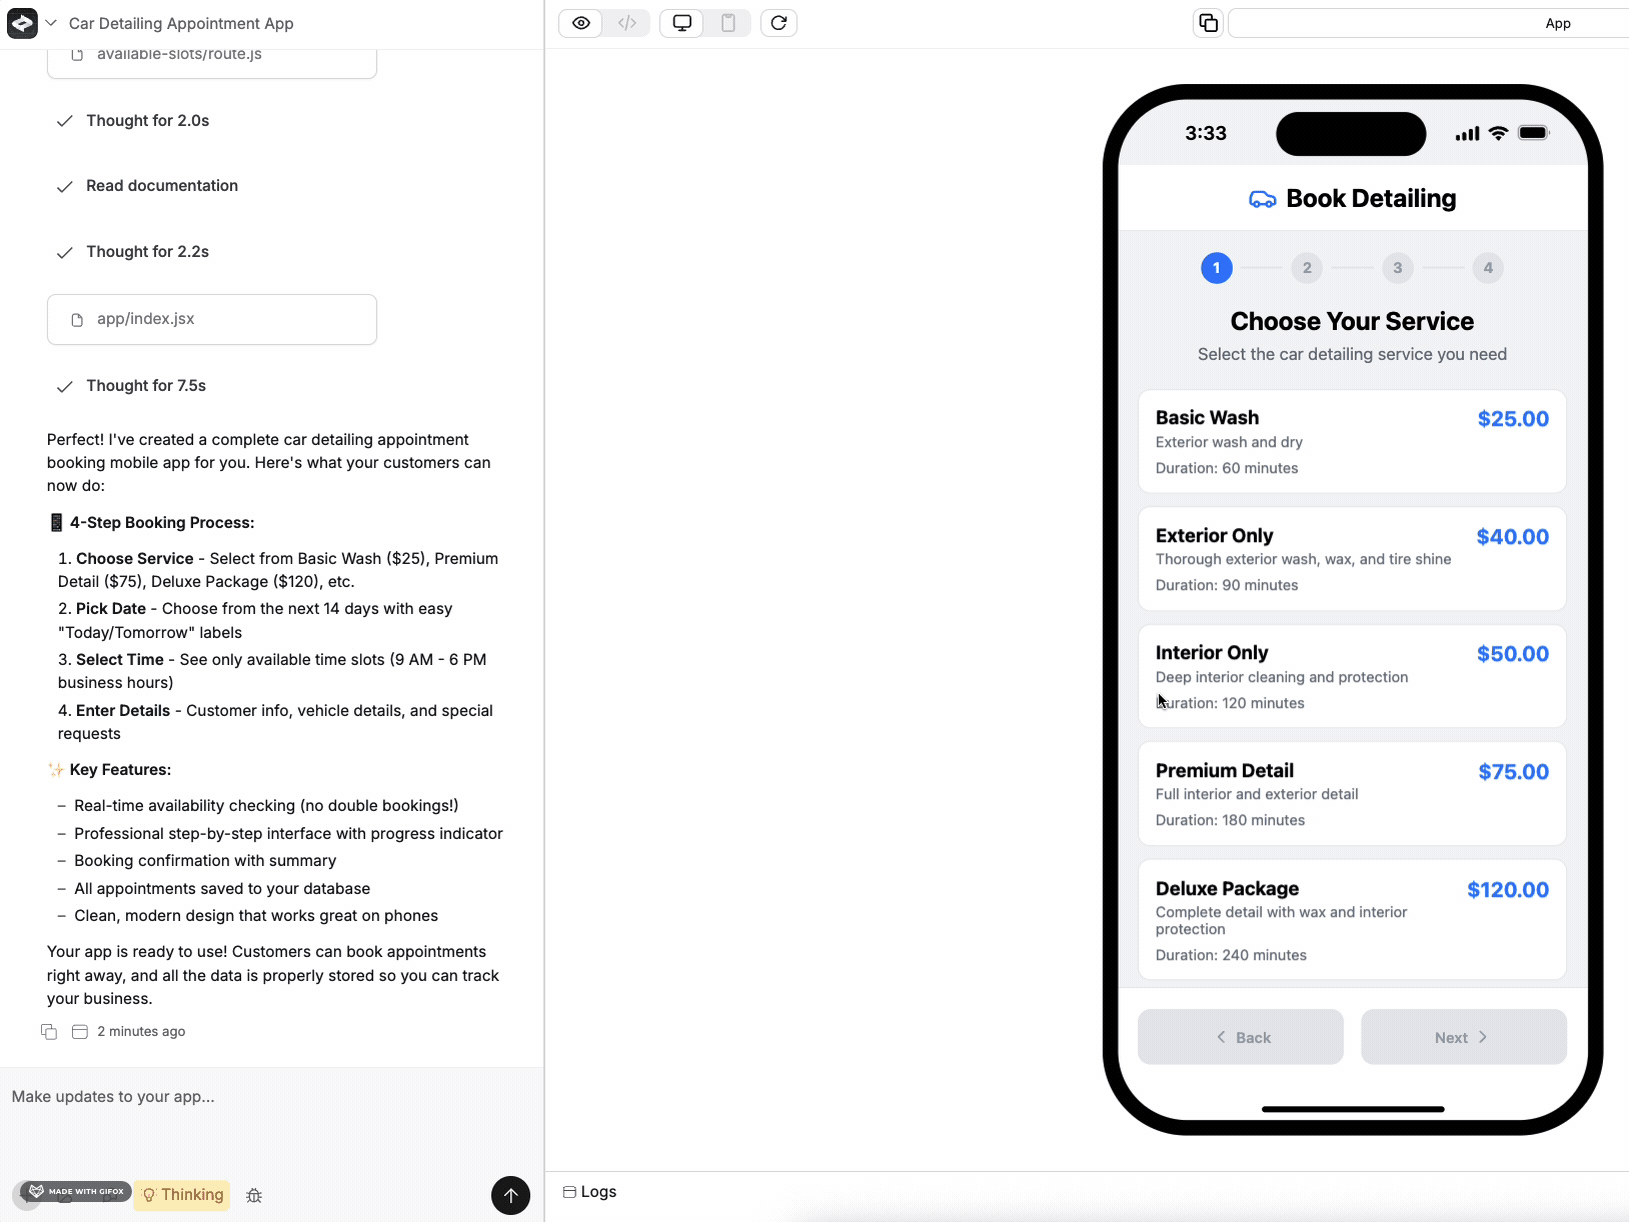 Car Detailing Appointment App
available-slots/route.js
Thought for 2.0s
Read documentation
Thought for 2.2s
app/index.jsx
Thought for 7.5s
Perfect! I've created a complete car detailing appointment
booking mobile app for you. Here's what your customers can
now do:
4-Step Booking Process:
1. Choose Service - Select from Basic Wash ($25), Premium
Detail ($75), Deluxe Package ($120), etc.
2. Pick Date - Choose from the next 14 days with easy
"Today/Tomorrow" labels
3. Select Time - See only available time slots (9 AM - 6 PM
business hours)
4. Enter Details - Customer info, vehicle details, and special
requests
✨ Key Features:
– Real-time availability checking (no double bookings!)
– Professional step-by-step interface with progress indicator
– Booking confirmation with summary
– All appointments saved to your database
– Clean, modern design that works great on phones
Your app is ready to use! Customers can book appointments
right away, and all the data is properly stored so you can track
your business.
2 minutes ago
Make updates to your app...
MADE WITH GIFOX
Thinking
App
3:33
Book Detailing
1 2 3 4
Choose Your Service
Select the car detailing service you need
Basic Wash $25.00
Exterior wash and dry
Duration: 60 minutes
Exterior Only $40.00
Thorough exterior wash, wax, and tire shine
Duration: 90 minutes
Interior Only $50.00
Deep interior cleaning and protection
Duration: 120 minutes
Premium Detail $75.00
Full interior and exterior detail
Duration: 180 minutes
Deluxe Package $120.00
Complete detail with wax and interior
protection
Duration: 240 minutes
Back Next
Logs